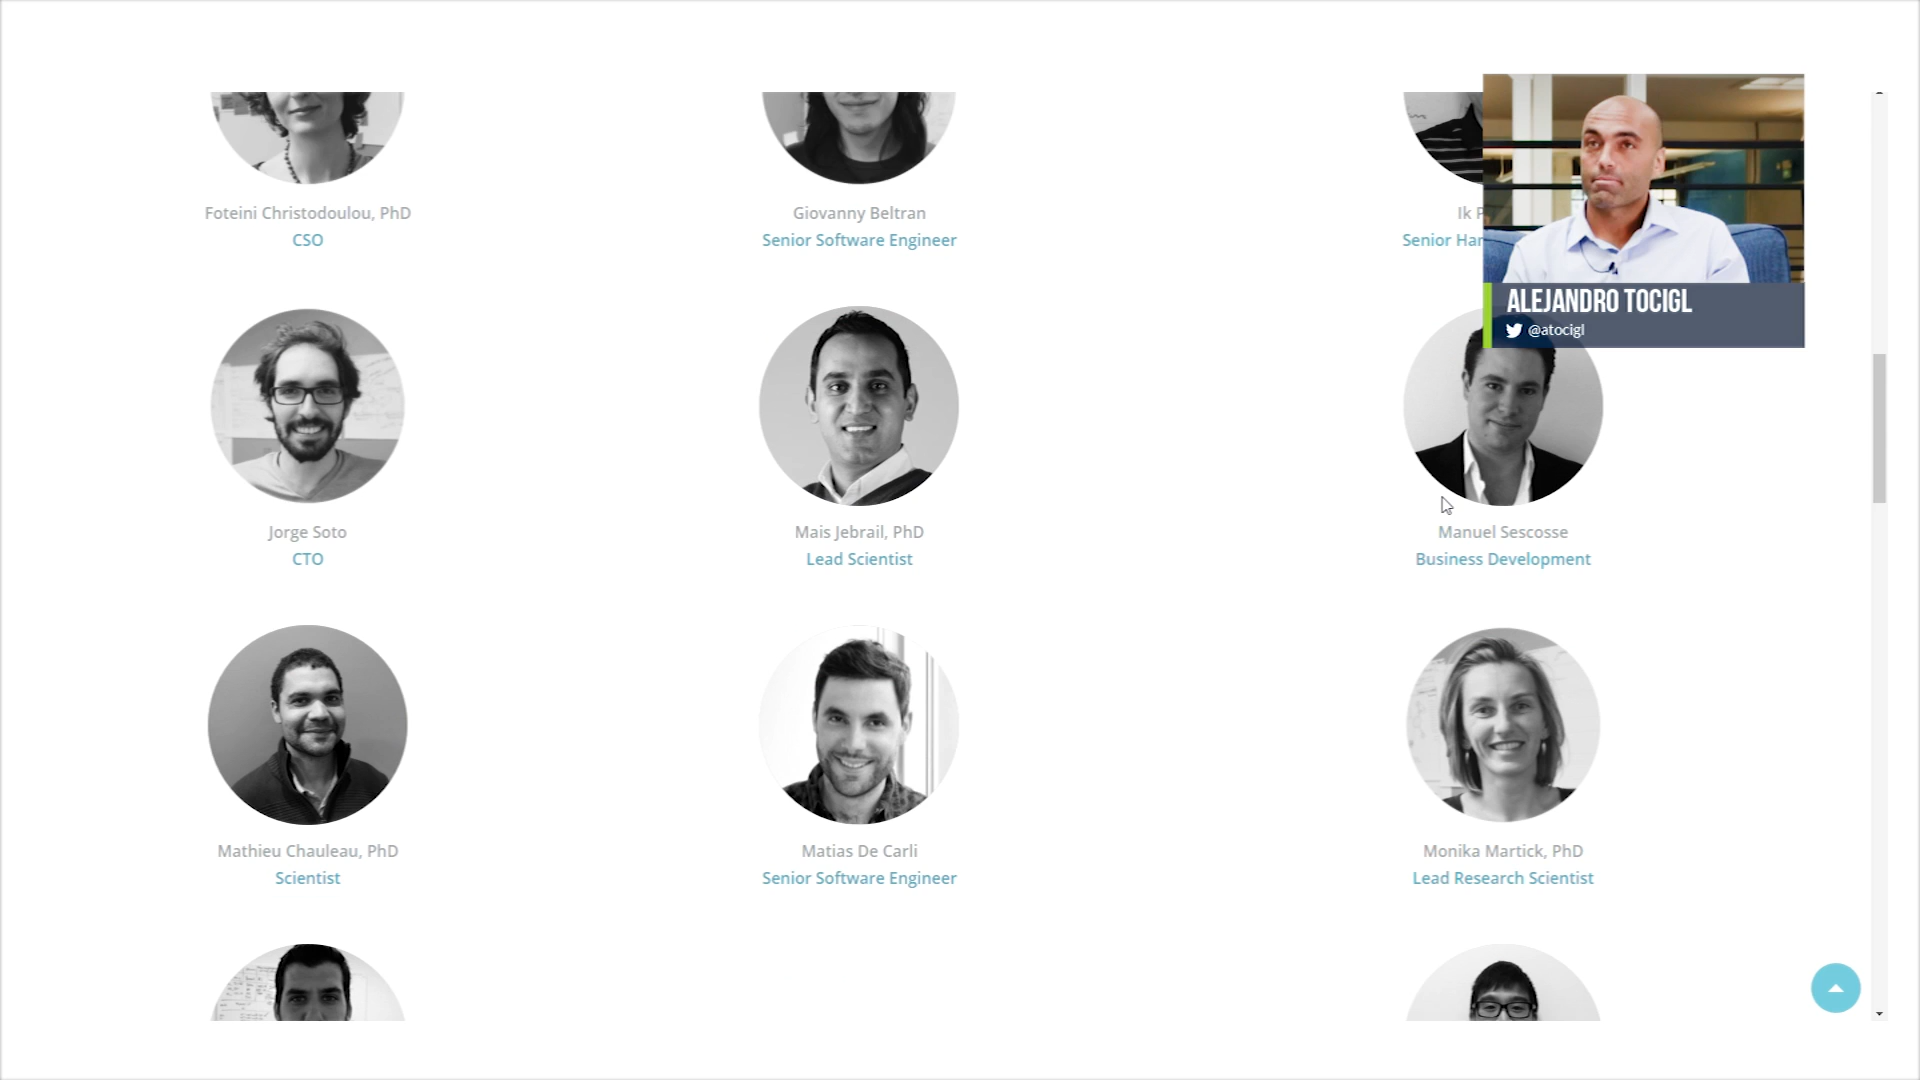 Foteini Christodoulou, PhD
CSO
Giovanny Beltran
Senior Software Engineer
Ik
Senior
ALEJANDRO TOCIGL
@atocigl
Jorge Soto
CTO
Mais Jebrail, PhD
Lead Scientist
Manuel Sescosse
Business Development
Mathieu Chauleau, PhD
Scientist
Matias De Carli
Senior Software Engineer
Monika Martick, PhD
Lead Research Scientist